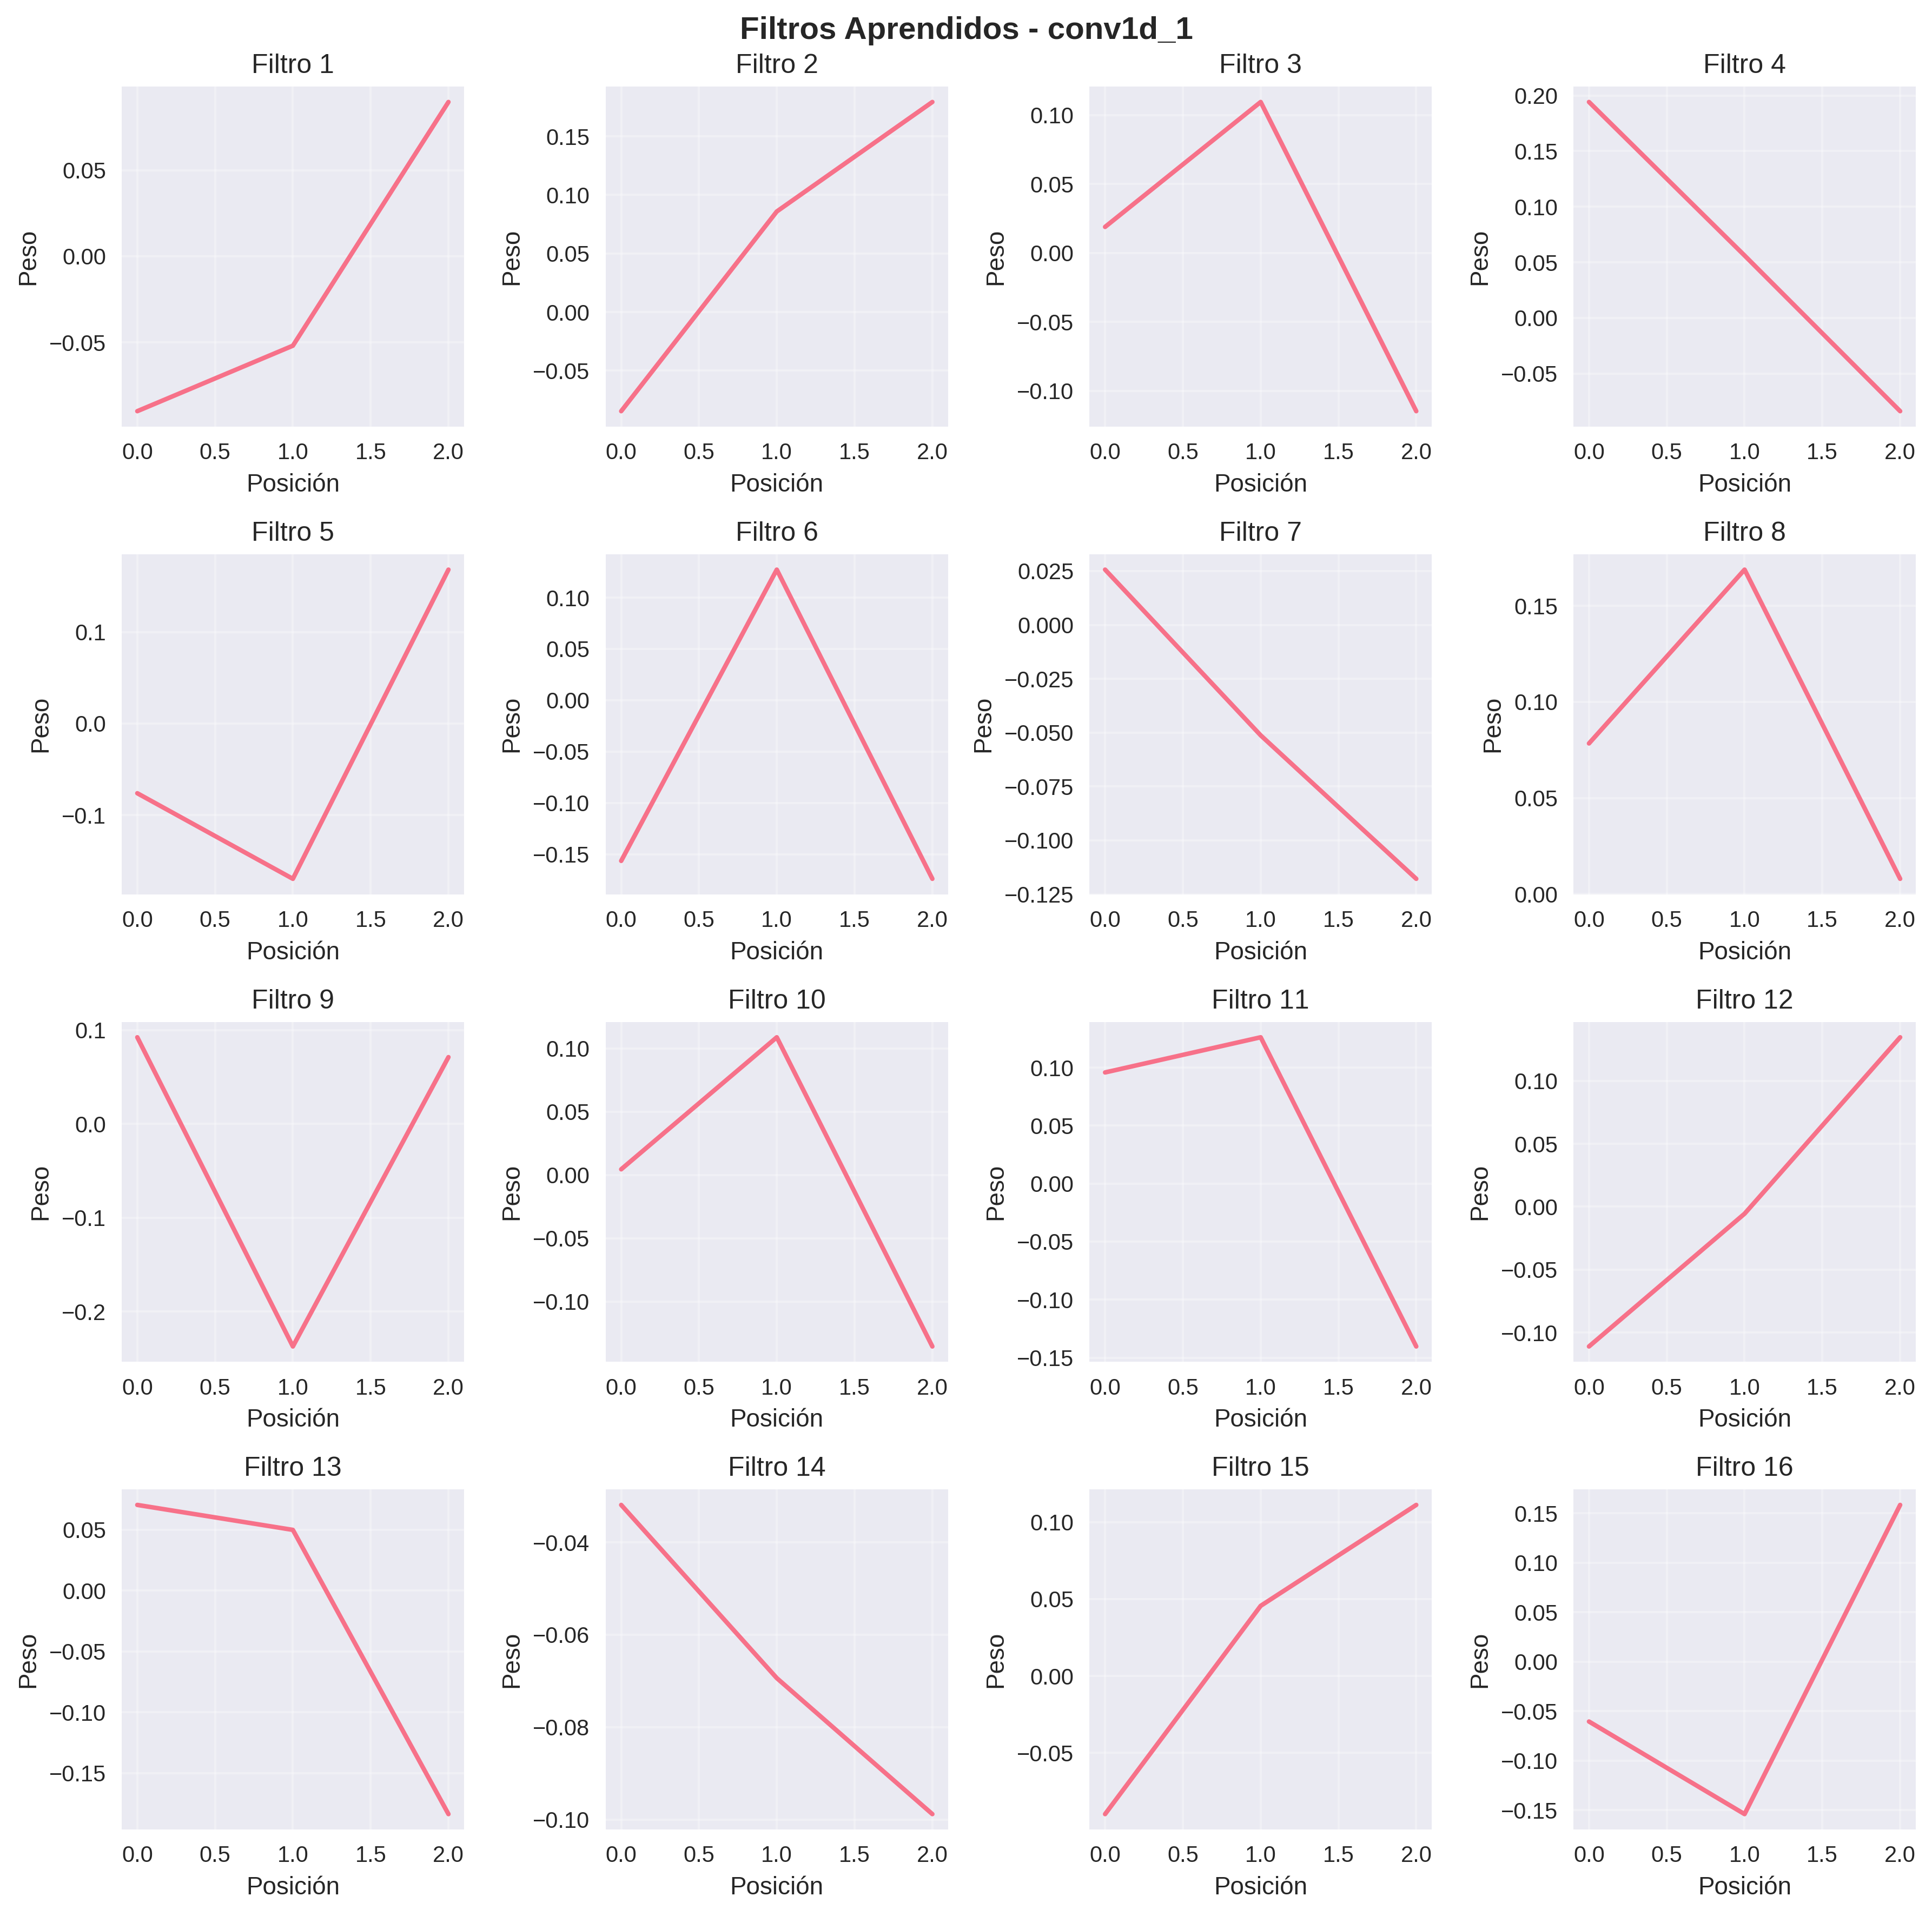 Filtros Aprendidos - conv1d_1
Filtro 1
Filtro 2
Filtro 3
Filtro 4
0.05
0.00
−0.05
Peso
0.0 0.5 1.0 1.5 2.0
Posición
0.15
0.10
0.05
0.00
−0.05
Peso
0.0 0.5 1.0 1.5 2.0
Posición
0.10
0.05
0.00
−0.05
−0.10
Peso
0.0 0.5 1.0 1.5 2.0
Posición
0.20
0.15
0.10
0.05
0.00
−0.05
Peso
0.0 0.5 1.0 1.5 2.0
Posición
Filtro 5
Filtro 6
Filtro 7
Filtro 8
0.1
0.0
−0.1
Peso
0.0 0.5 1.0 1.5 2.0
Posición
0.10
0.05
0.00
−0.05
−0.10
−0.15
Peso
0.0 0.5 1.0 1.5 2.0
Posición
0.025
0.000
−0.025
−0.050
−0.075
−0.100
−0.125
Peso
0.0 0.5 1.0 1.5 2.0
Posición
0.15
0.10
0.05
0.00
Peso
0.0 0.5 1.0 1.5 2.0
Posición
Filtro 9
Filtro 10
Filtro 11
Filtro 12
0.1
0.0
−0.1
−0.2
Peso
0.0 0.5 1.0 1.5 2.0
Posición
0.10
0.05
0.00
−0.05
−0.10
Peso
0.0 0.5 1.0 1.5 2.0
Posición
0.10
0.05
0.00
−0.05
−0.10
−0.15
Peso
0.0 0.5 1.0 1.5 2.0
Posición
0.10
0.05
0.00
−0.05
−0.10
Peso
0.0 0.5 1.0 1.5 2.0
Posición
Filtro 13
Filtro 14
Filtro 15
Filtro 16
0.05
0.00
−0.05
−0.10
−0.15
Peso
0.0 0.5 1.0 1.5 2.0
Posición
−0.04
−0.06
−0.08
−0.10
Peso
0.0 0.5 1.0 1.5 2.0
Posición
0.10
0.05
0.00
−0.05
Peso
0.0 0.5 1.0 1.5 2.0
Posición
0.15
0.10
0.05
0.00
−0.05
−0.10
−0.15
Peso
0.0 0.5 1.0 1.5 2.0
Posición